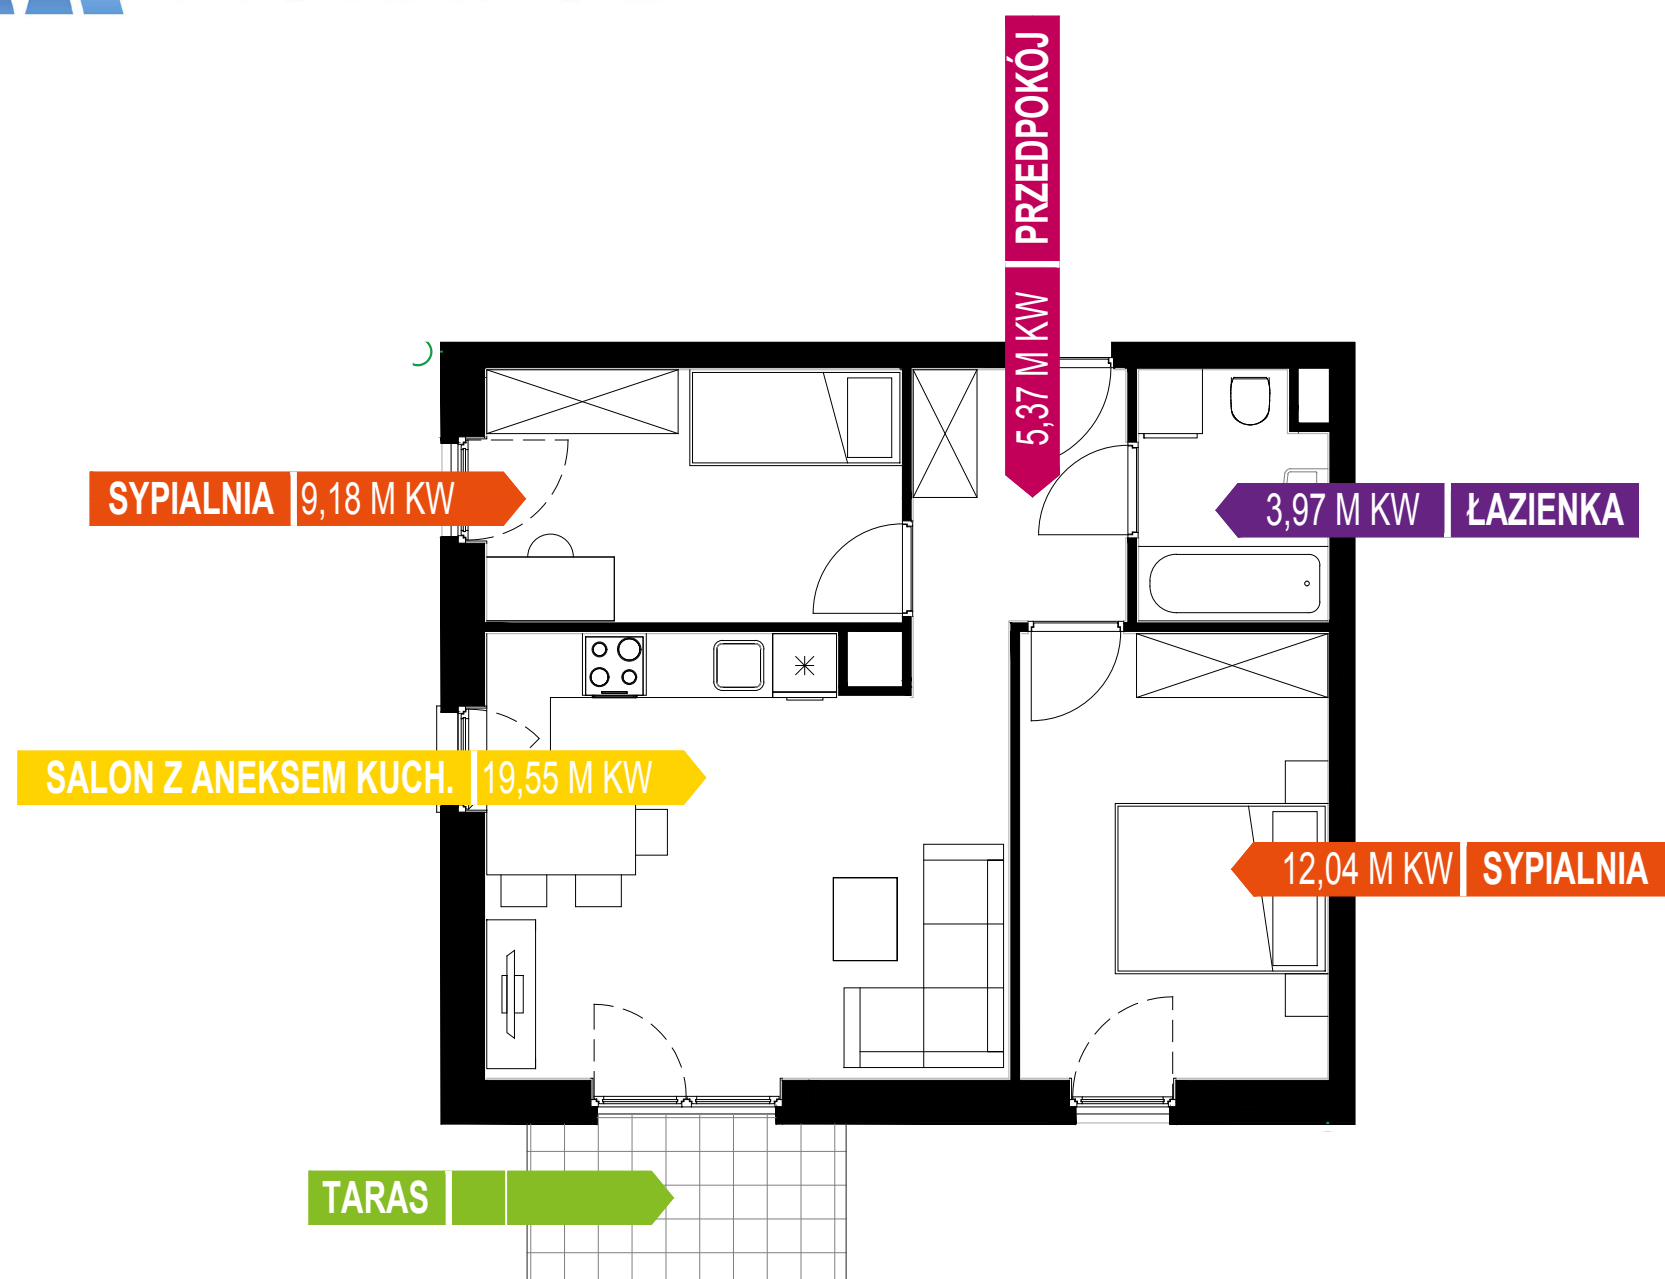 PRZEDPOKÓJ
5,37 M KW
SYPIALNIA 9,18 M KW
3,97 M KW ŁAZIENKA
SALON Z ANEKSEM KUCH. 19,55 M KW
12,04 M KW SYPIALNIA
TARAS